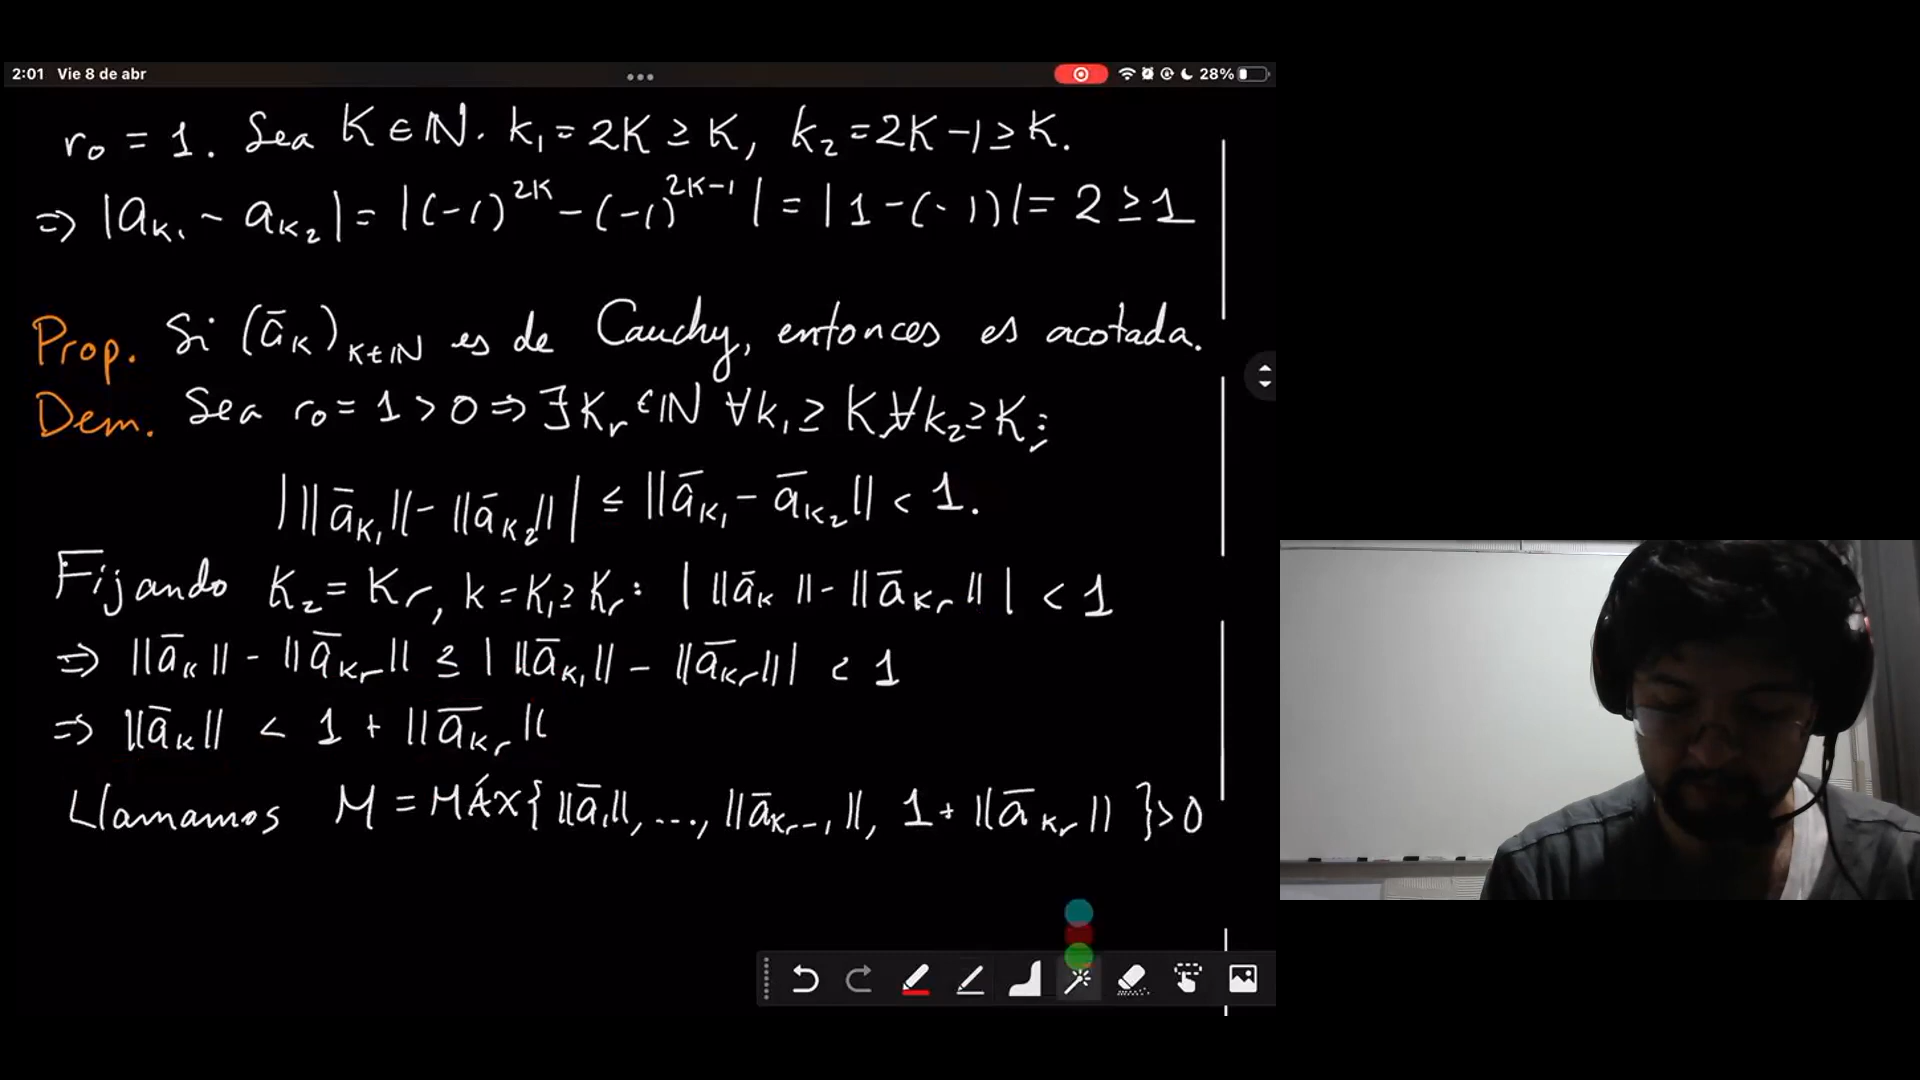 2:01 Vie 8 de abr 28%
r₀ = 1. Sea K ∈ ℕ. k₁ = 2K ≥ K, k₂ = 2K-1 ≥ K.
⇒ |a_{k₁} - a_{k₂}| = |(-1)^{2K} - (-1)^{2K-1}| = |1-(-1)| = 2 ≥ 1
Prop. Si (ā_k)_{k∈ℕ} es de Cauchy, entonces es acotada.
Dem. Sea r₀ = 1 > 0 ⇒ ∃ K_r ∈ ℕ ∀k₁ ≥ K, ∀k₂ ≥ K:
| ||ā_{k₁}|| - ||ā_{k₂}|| | ≤ ||ā_{k₁} - ā_{k₂}|| < 1.
Fijando K₂ = K_r, k = K₁ ≥ K_r: | ||ā_k|| - ||ā_{K_r}|| | < 1
⇒ ||ā_k|| - ||ā_{K_r}|| ≤ | ||ā_{k₁}|| - ||ā_{K_r}|| | < 1
⇒ ||ā_k|| < 1 + ||ā_{K_r}||
Llamamos M = MÁX{ ||ā₁||, ..., ||ā_{K_r-1}||, 1 + ||ā_{K_r}|| } > 0